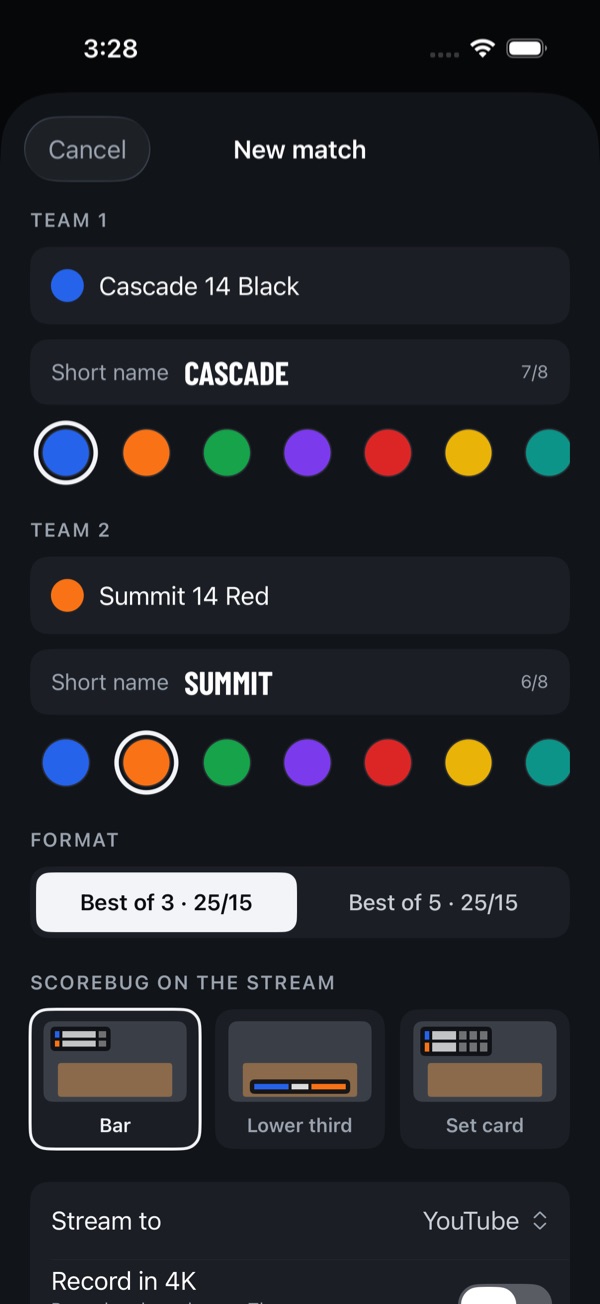 3:28
Cancel
New match
TEAM 1
Cascade 14 Black
Short name CASCADE 7/8
TEAM 2
Summit 14 Red
Short name SUMMIT 6/8
FORMAT
Best of 3 · 25/15
Best of 5 · 25/15
SCOREBUG ON THE STREAM
Bar
Lower third
Set card
Stream to
YouTube
Record in 4K